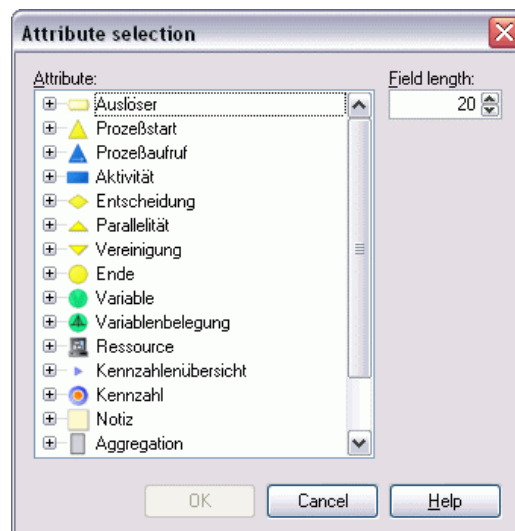 Attribute selection
Attribute:
Field length:
Auslöser
20
Prozeßstart
Prozeßaufruf
Aktivität
Entscheidung
Parallelität
Vereinigung
Ende
Variable
Variablenbelegung
Ressource
Kennzahlenübersicht
Kennzahl
Notiz
Aggregation
OK
Cancel
Help